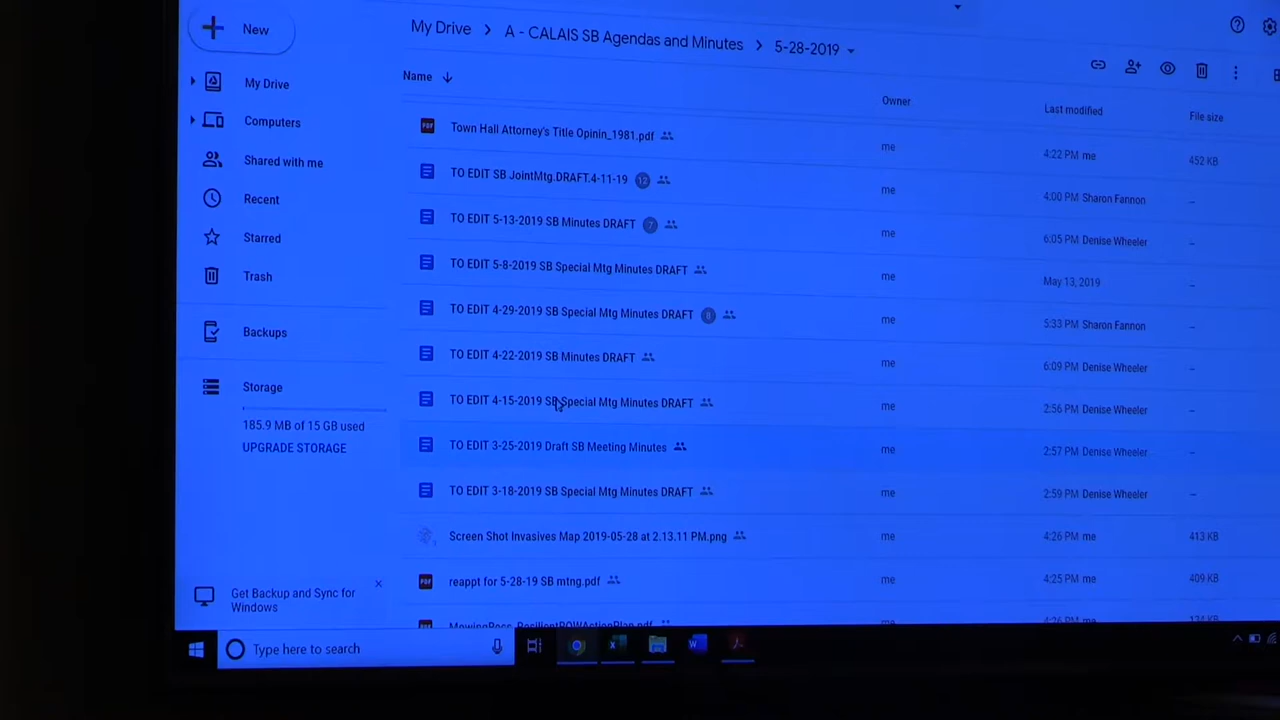 New
My Drive > A - CALAIS SB Agendas and Minutes > 5-28-2019
My Drive
Computers
Shared with me
Recent
Starred
Trash
Backups
Storage
185.9 MB of 15 GB used
UPGRADE STORAGE
Get Backup and Sync for
Windows
Name Owner Last modified File size
Town Hall Attorney's Title Opinin_1981.pdf me 4:22 PM me 452 KB
TO EDIT SB JointMtg.DRAFT.4-11-19 12 me 4:00 PM Sharon Fannon –
TO EDIT 5-13-2019 SB Minutes DRAFT 7 me 6:05 PM Denise Wheeler –
TO EDIT 5-8-2019 SB Special Mtg Minutes DRAFT me May 13, 2019 –
TO EDIT 4-29-2019 SB Special Mtg Minutes DRAFT me 5:33 PM Sharon Fannon –
TO EDIT 4-22-2019 SB Minutes DRAFT me 6:09 PM Denise Wheeler –
TO EDIT 4-15-2019 SB Special Mtg Minutes DRAFT me 2:56 PM Denise Wheeler –
TO EDIT 3-25-2019 Draft SB Meeting Minutes me 2:57 PM Denise Wheeler
TO EDIT 3-18-2019 SB Special Mtg Minutes DRAFT me 2:59 PM Denise Wheeler –
Screen Shot Invasives Map 2019-05-28 at 2.13.11 PM.png me 4:26 PM me 413 KB
PDF reappt for 5-28-19 SB mtng.pdf me 4:25 PM me 409 KB
Type here to search